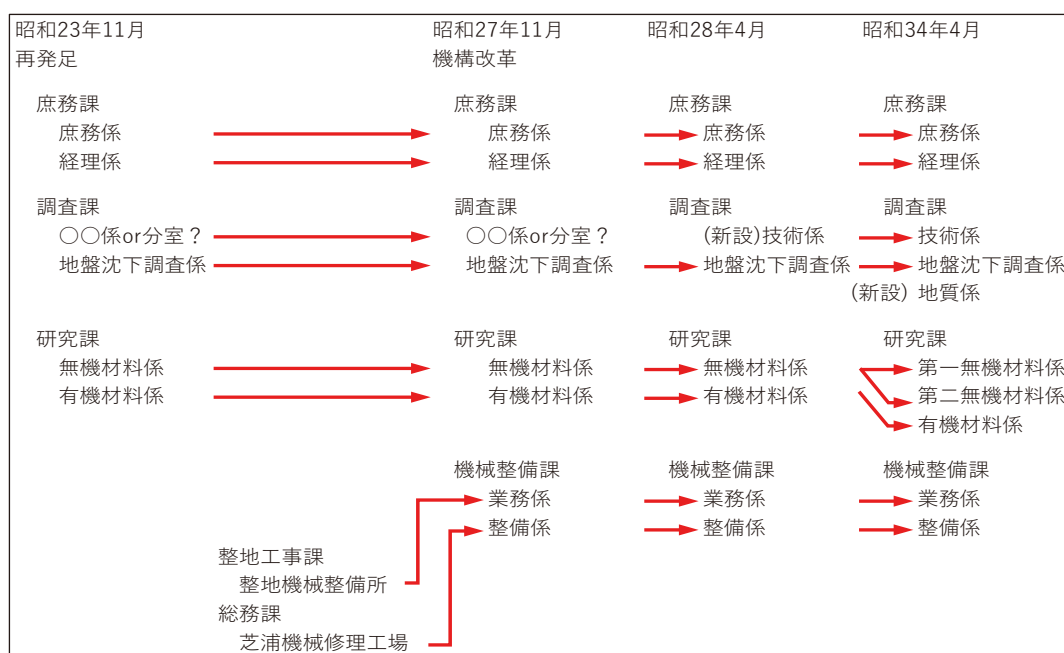 昭和23年11月 昭和27年11月 昭和28年4月 昭和34年4月
再発足 機構改革
庶務課 庶務課 庶務課 庶務課
庶務係 庶務係 庶務係 庶務係
経理係 経理係 経理係 経理係
調査課 調査課 調査課 調査課
〇〇係or分室？ 〇〇係or分室？ (新設)技術係 技術係
地盤沈下調査係 地盤沈下調査係 地盤沈下調査係 地盤沈下調査係
(新設) 地質係
研究課 研究課 研究課 研究課
無機材料係 無機材料係 無機材料係 第一無機材料係
有機材料係 有機材料係 有機材料係 第二無機材料係
有機材料係
機械整備課 機械整備課 機械整備課
業務係 業務係 業務係
整備係 整備係 整備係
整地工事課
整地機械整備所
総務課
芝浦機械修理工場